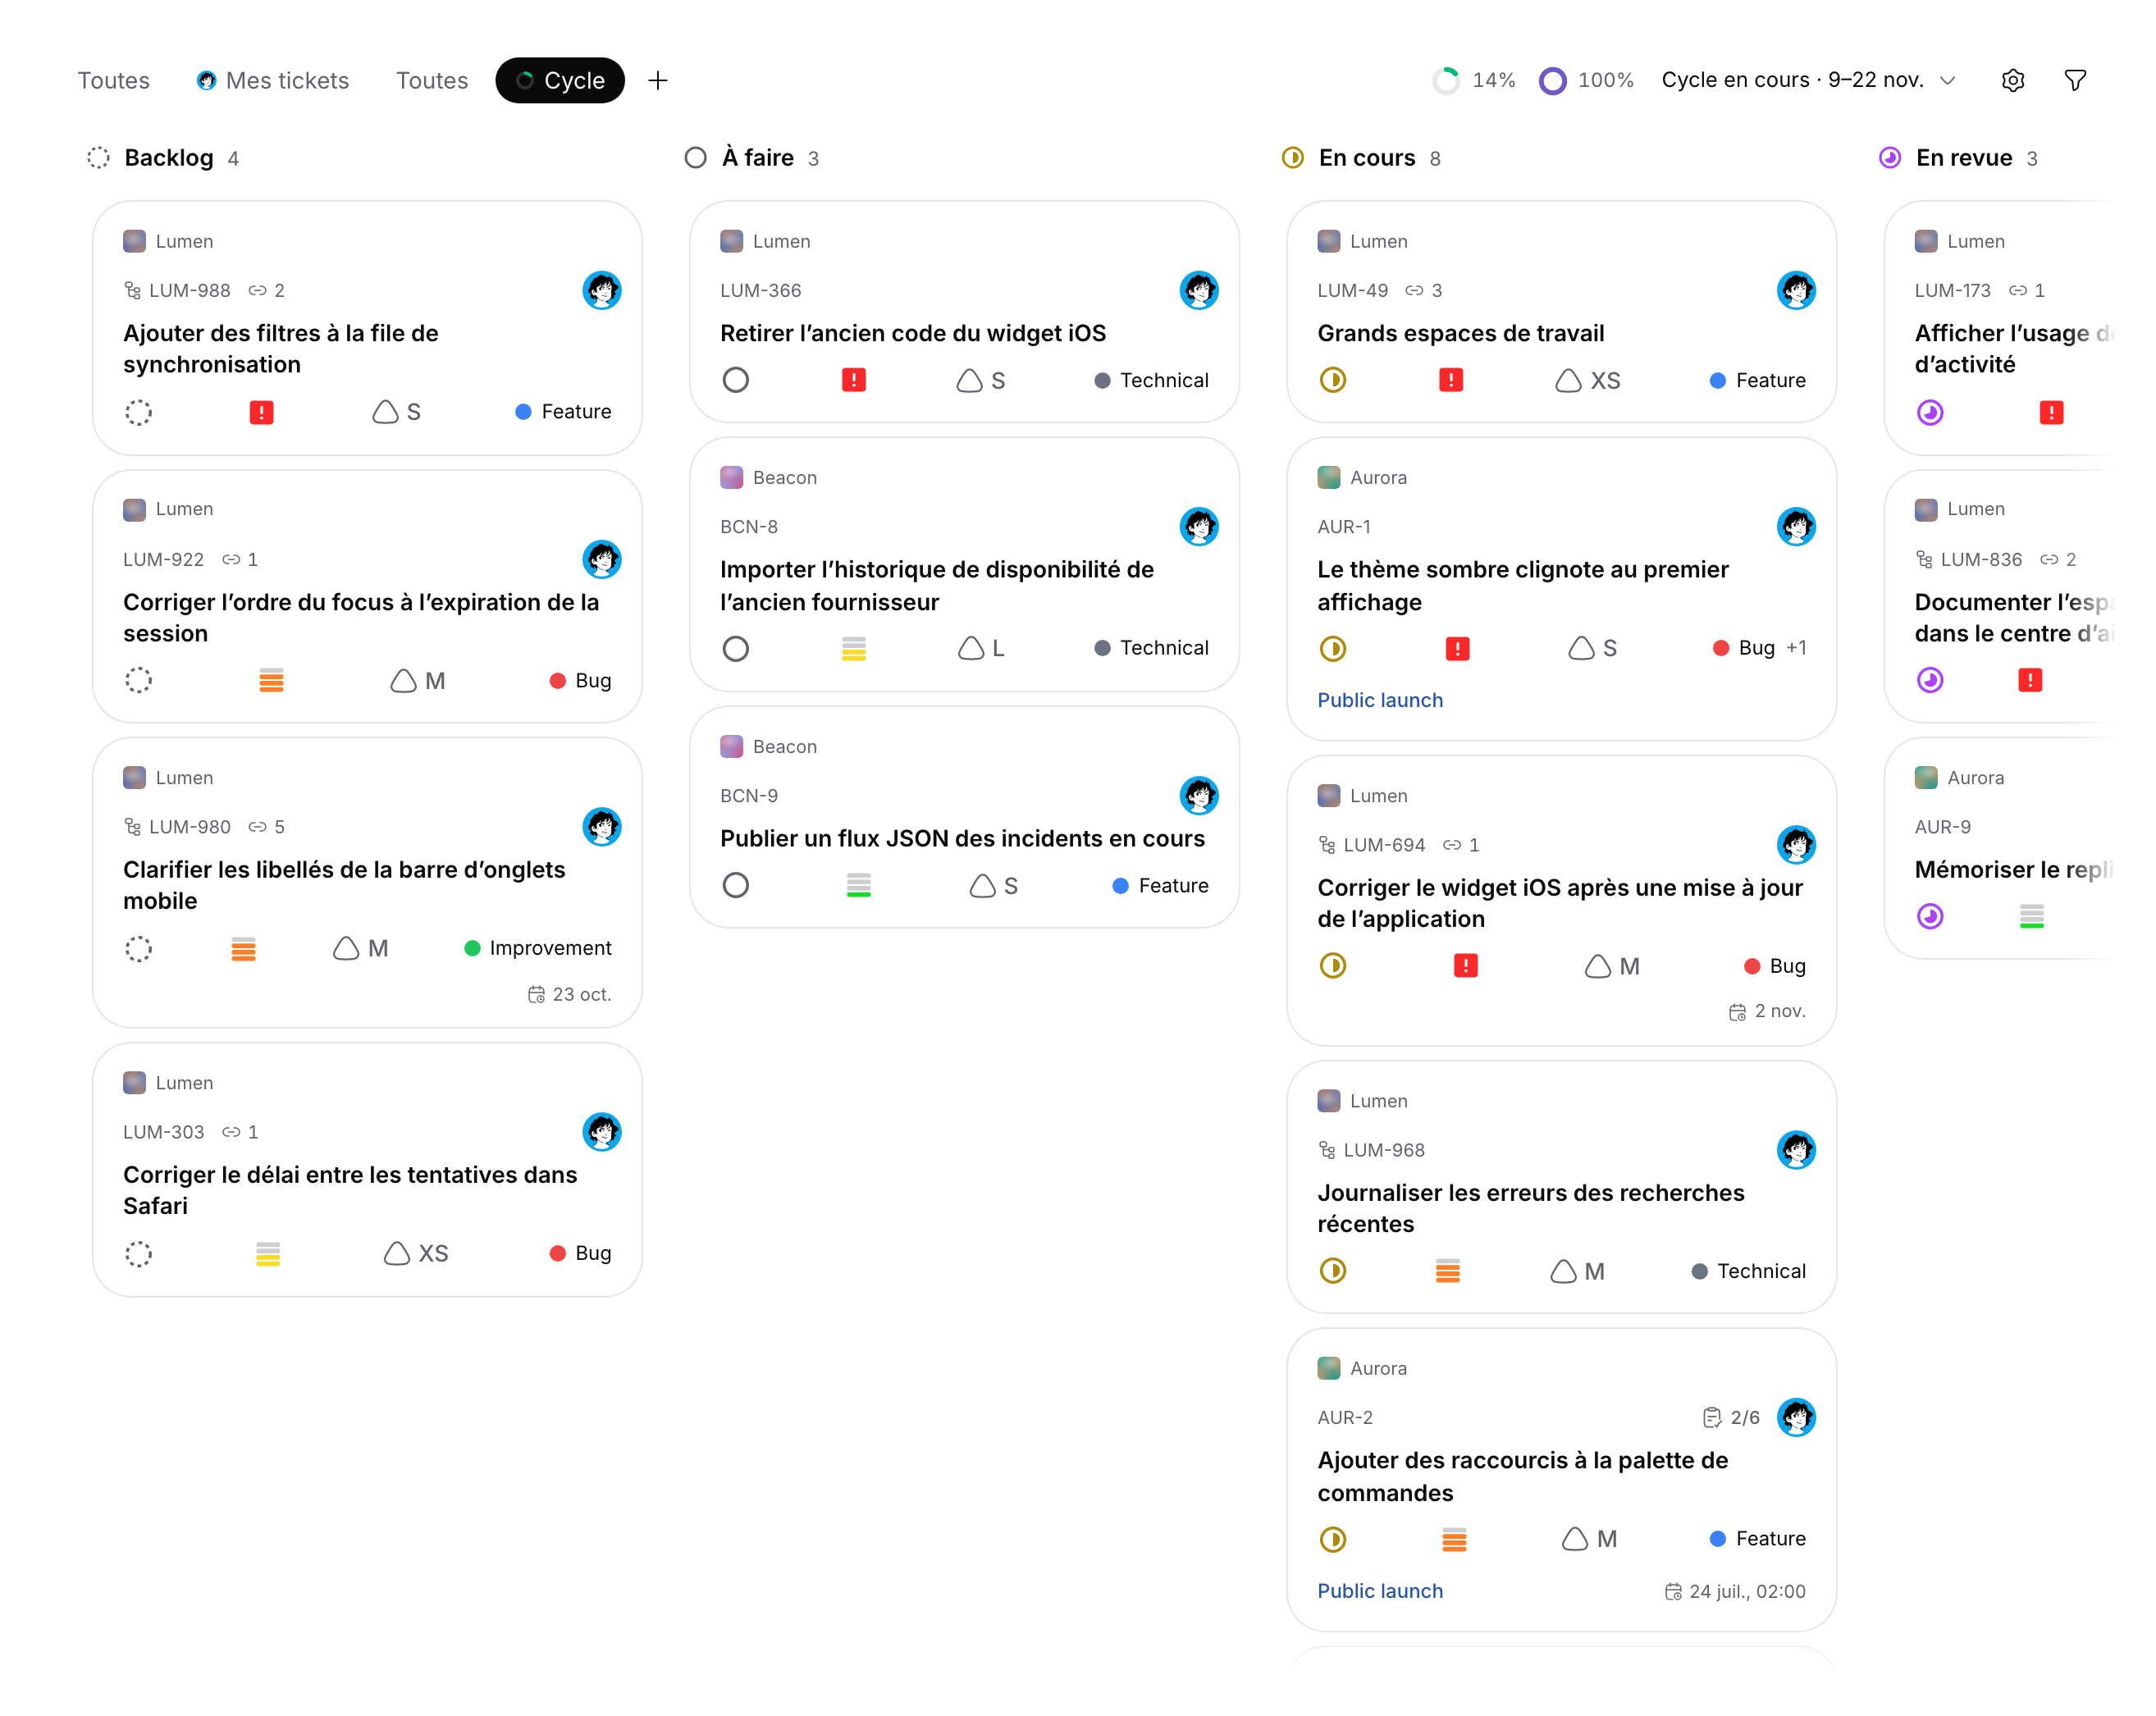 Toutes
Mes tickets
Toutes
Cycle
14%
100%
Cycle en cours · 9–22 nov.
Backlog 4
Lumen
LUM-988 2
Ajouter des filtres à la file de
synchronisation
S
Feature
Lumen
LUM-922 1
Corriger l’ordre du focus à l’expiration de la
session
M
Bug
Lumen
LUM-980 5
Clarifier les libellés de la barre d’onglets
mobile
M
Improvement
23 oct.
Lumen
LUM-303 1
Corriger le délai entre les tentatives dans
Safari
XS
Bug
À faire 3
Lumen
LUM-366
Retirer l’ancien code du widget iOS
S
Technical
Beacon
BCN-8
Importer l’historique de disponibilité de
l’ancien fournisseur
L
Technical
Beacon
BCN-9
Publier un flux JSON des incidents en cours
S
Feature
En cours 8
Lumen
LUM-49 3
Grands espaces de travail
XS
Feature
Aurora
AUR-1
Le thème sombre clignote au premier
affichage
S
Bug +1
Public launch
Lumen
LUM-694 1
Corriger le widget iOS après une mise à jour
de l’application
M
Bug
2 nov.
Lumen
LUM-968
Journaliser les erreurs des recherches
récentes
M
Technical
Aurora
AUR-2
2/6
Ajouter des raccourcis à la palette de
commandes
M
Feature
Public launch
24 juil., 02:00
En revue 3
Lumen
LUM-173 1
Afficher l’usage
d’activité
Lumen
LUM-836 2
Documenter
dans le centre
Aurora
AUR-9
Mémoriser le